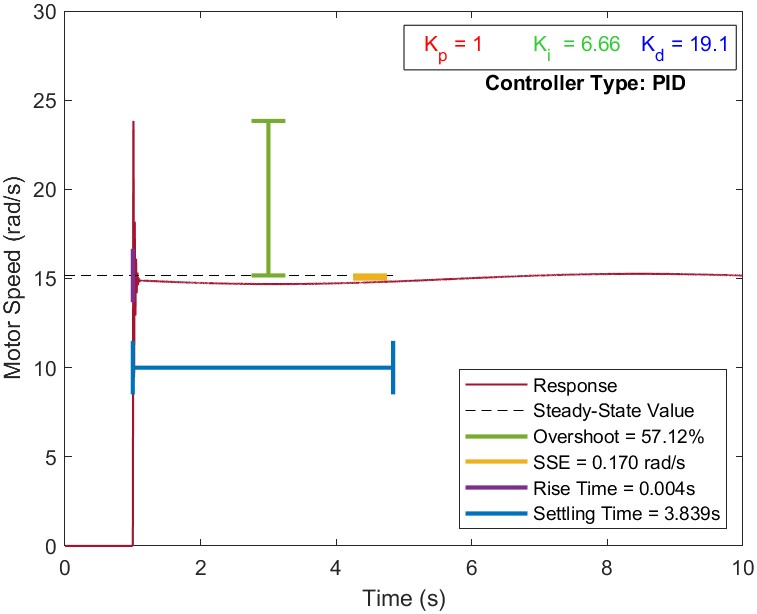 30
25
20
15
10
5
0
0 2 4 6 8 10
Motor Speed (rad/s)
Time (s)
Kp = 1 Ki = 6.66 Kd = 19.1
Controller Type: PID
Response
Steady-State Value
Overshoot = 57.12%
SSE = 0.170 rad/s
Rise Time = 0.004s
Settling Time = 3.839s